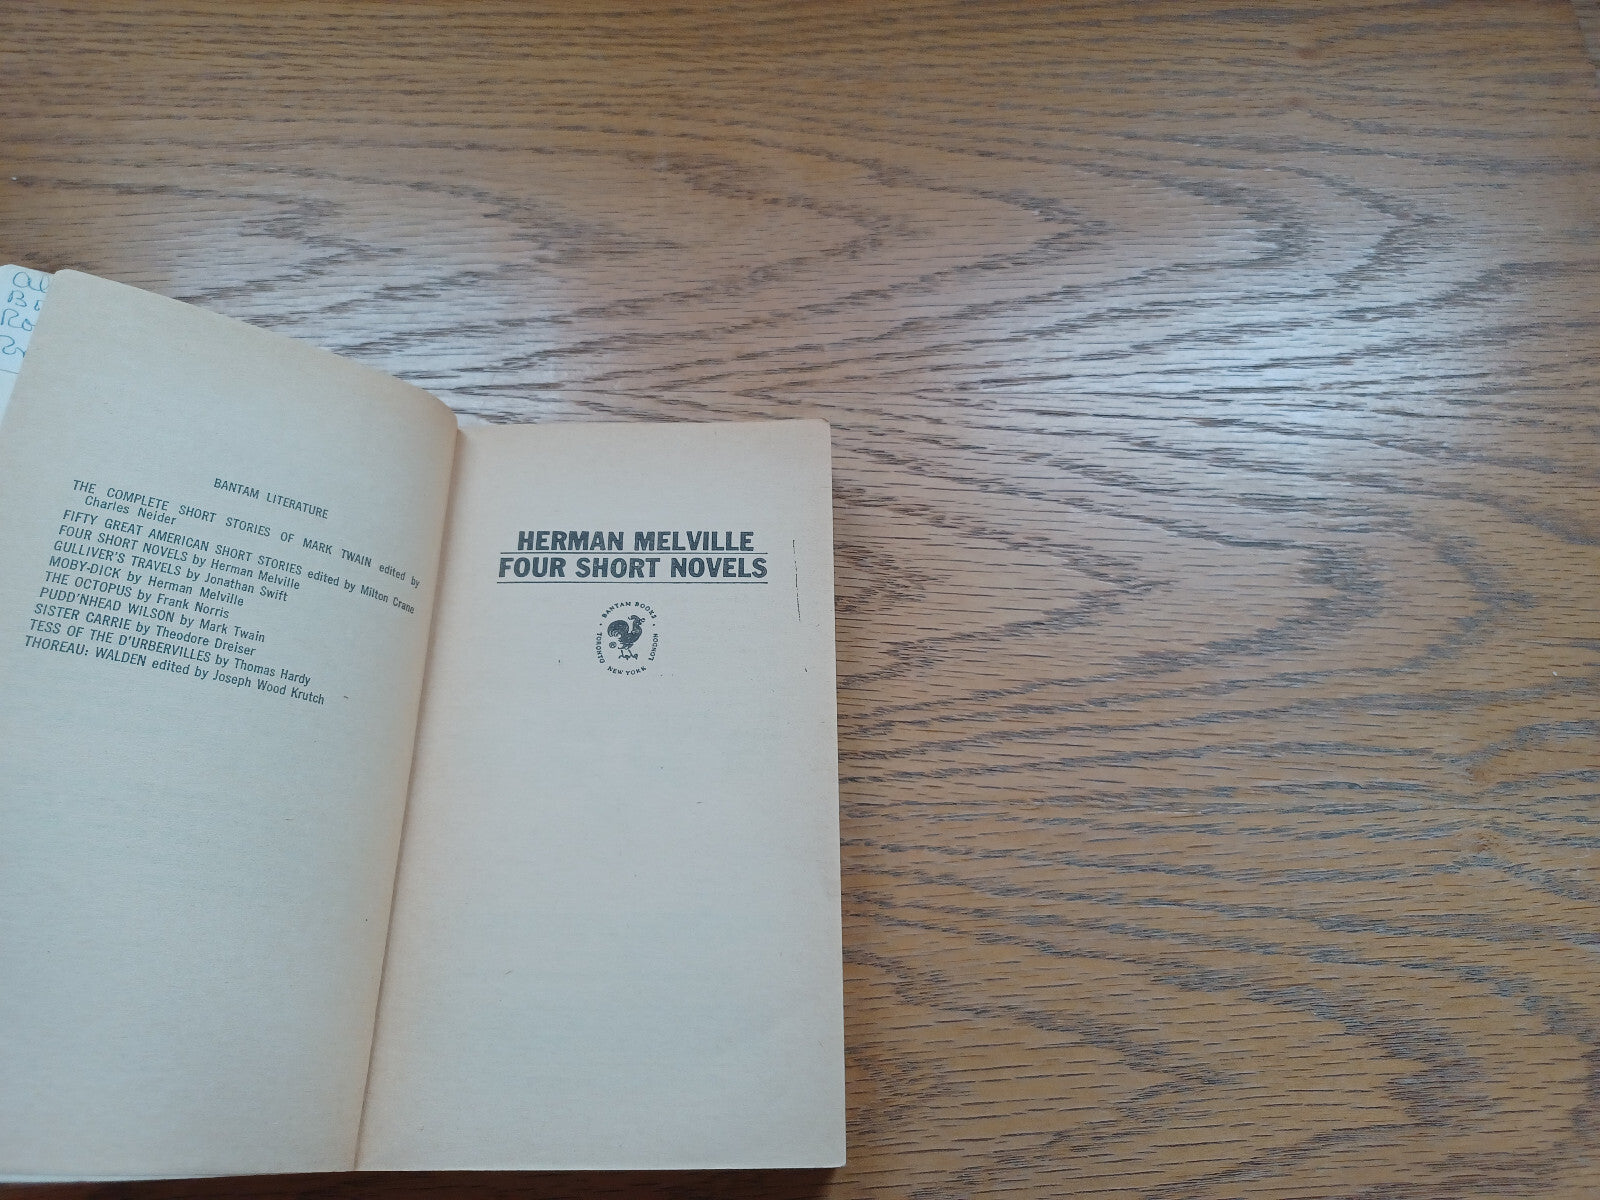 BANTAM LITERATURE
THE COMPLETE SHORT STORIES OF MARK TWAIN edited by
Charles Neider
FIFTY GREAT AMERICAN SHORT STORIES edited by Milton Crane
FOUR SHORT NOVELS by Herman Melville
GULLIVER'S TRAVELS by Jonathan Swift
MOBY-DICK by Herman Melville
THE OCTOPUS by Frank Norris
PUDD'NHEAD WILSON by Mark Twain
SISTER CARRIE by Theodore Dreiser
TESS OF THE D'URBERVILLES by Thomas Hardy
THOREAU: WALDEN edited by Joseph Wood Krutch
HERMAN MELVILLE
FOUR SHORT NOVELS
BANTAM BOOKS
TORONTO · NEW YORK · LONDON